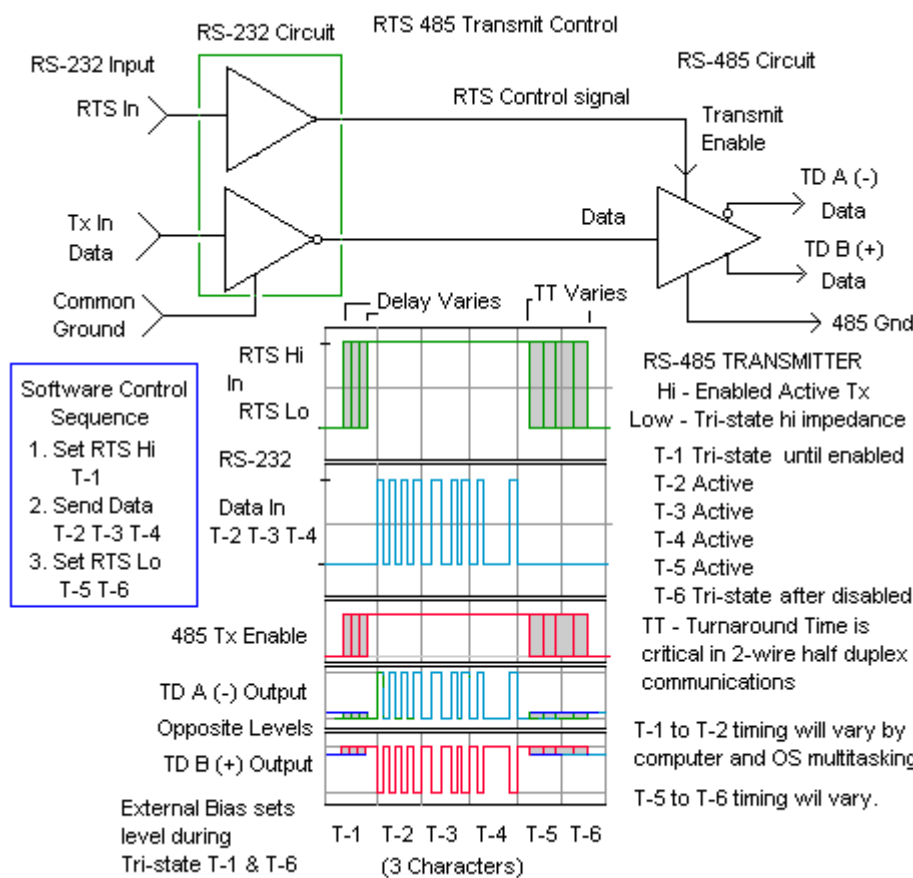 RTS 485 Transmit Control
RS-232 Circuit
RS-232 Input
RS-485 Circuit
RTS In
RTS Control signal
Transmit
Enable
Tx In
Data
Data
TD A (-)
Data
TD B (+)
Data
Common
Ground
485 Gnd
Delay Varies
TT Varies
Software Control
Sequence
1. Set RTS Hi
T-1
2. Send Data
T-2 T-3 T-4
3. Set RTS Lo
T-5 T-6
RTS Hi
In
RTS Lo
RS-232
Data In
T-2 T-3 T-4
485 Tx Enable
TD A (-) Output
Opposite Levels
TD B (+) Output
External Bias sets
level during
Tri-state T-1 & T-6
T-1 T-2 T-3 T-4 T-5 T-6
(3 Characters)
RS-485 TRANSMITTER
Hi - Enabled Active Tx
Low - Tri-state hi impedance
T-1 Tri-state until enabled
T-2 Active
T-3 Active
T-4 Active
T-5 Active
T-6 Tri-state after disabled
TT - Turnaround Time is
critical in 2-wire half duplex
communications
T-1 to T-2 timing will vary by
computer and OS multitasking
T-5 to T-6 timing wil vary.